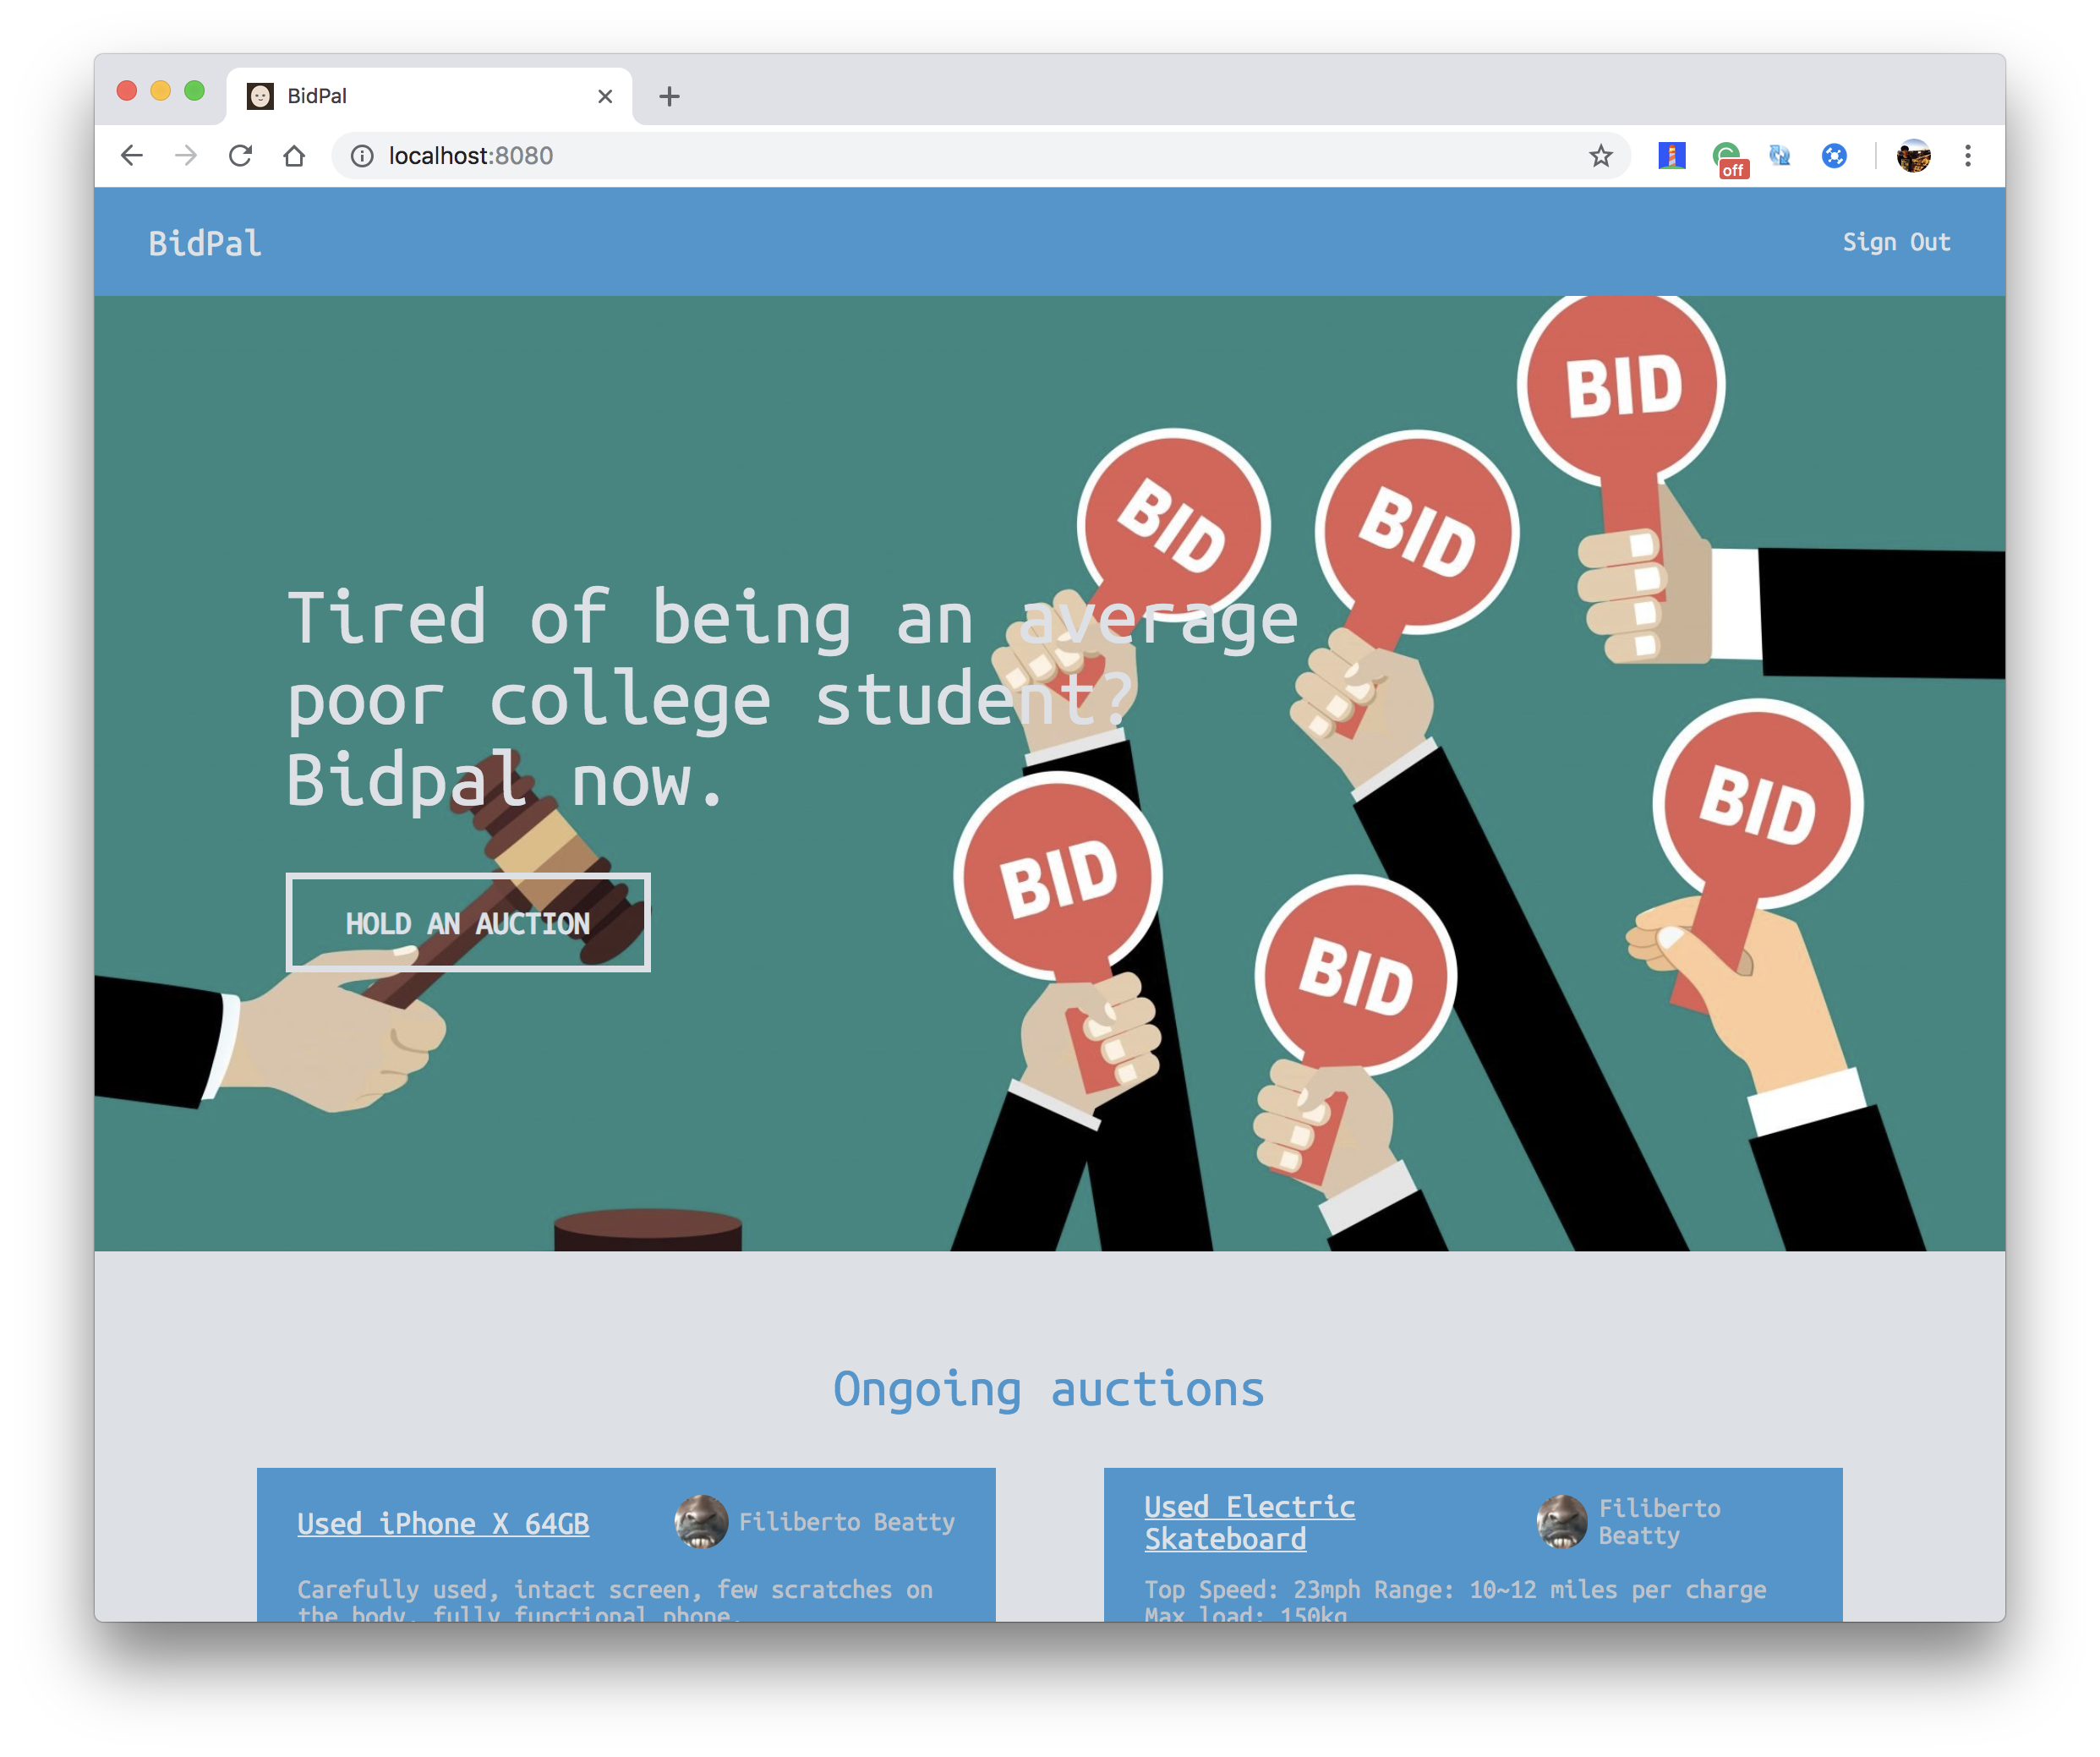 BidPal
localhost:8080
off
BidPal
Sign Out
BID
BID
BID
Tired of being an average
poor college student?
Bidpal now.
BID
BID
HOLD AN AUCTION
BID
Ongoing auctions
Used iPhone X 64GB
Filiberto Beatty
Carefully used, intact screen, few scratches on
the body, fully functional phone.
Used Electric
Skateboard
Filiberto
Beatty
Top Speed: 23mph Range: 10~12 miles per charge
Max load: 150kg